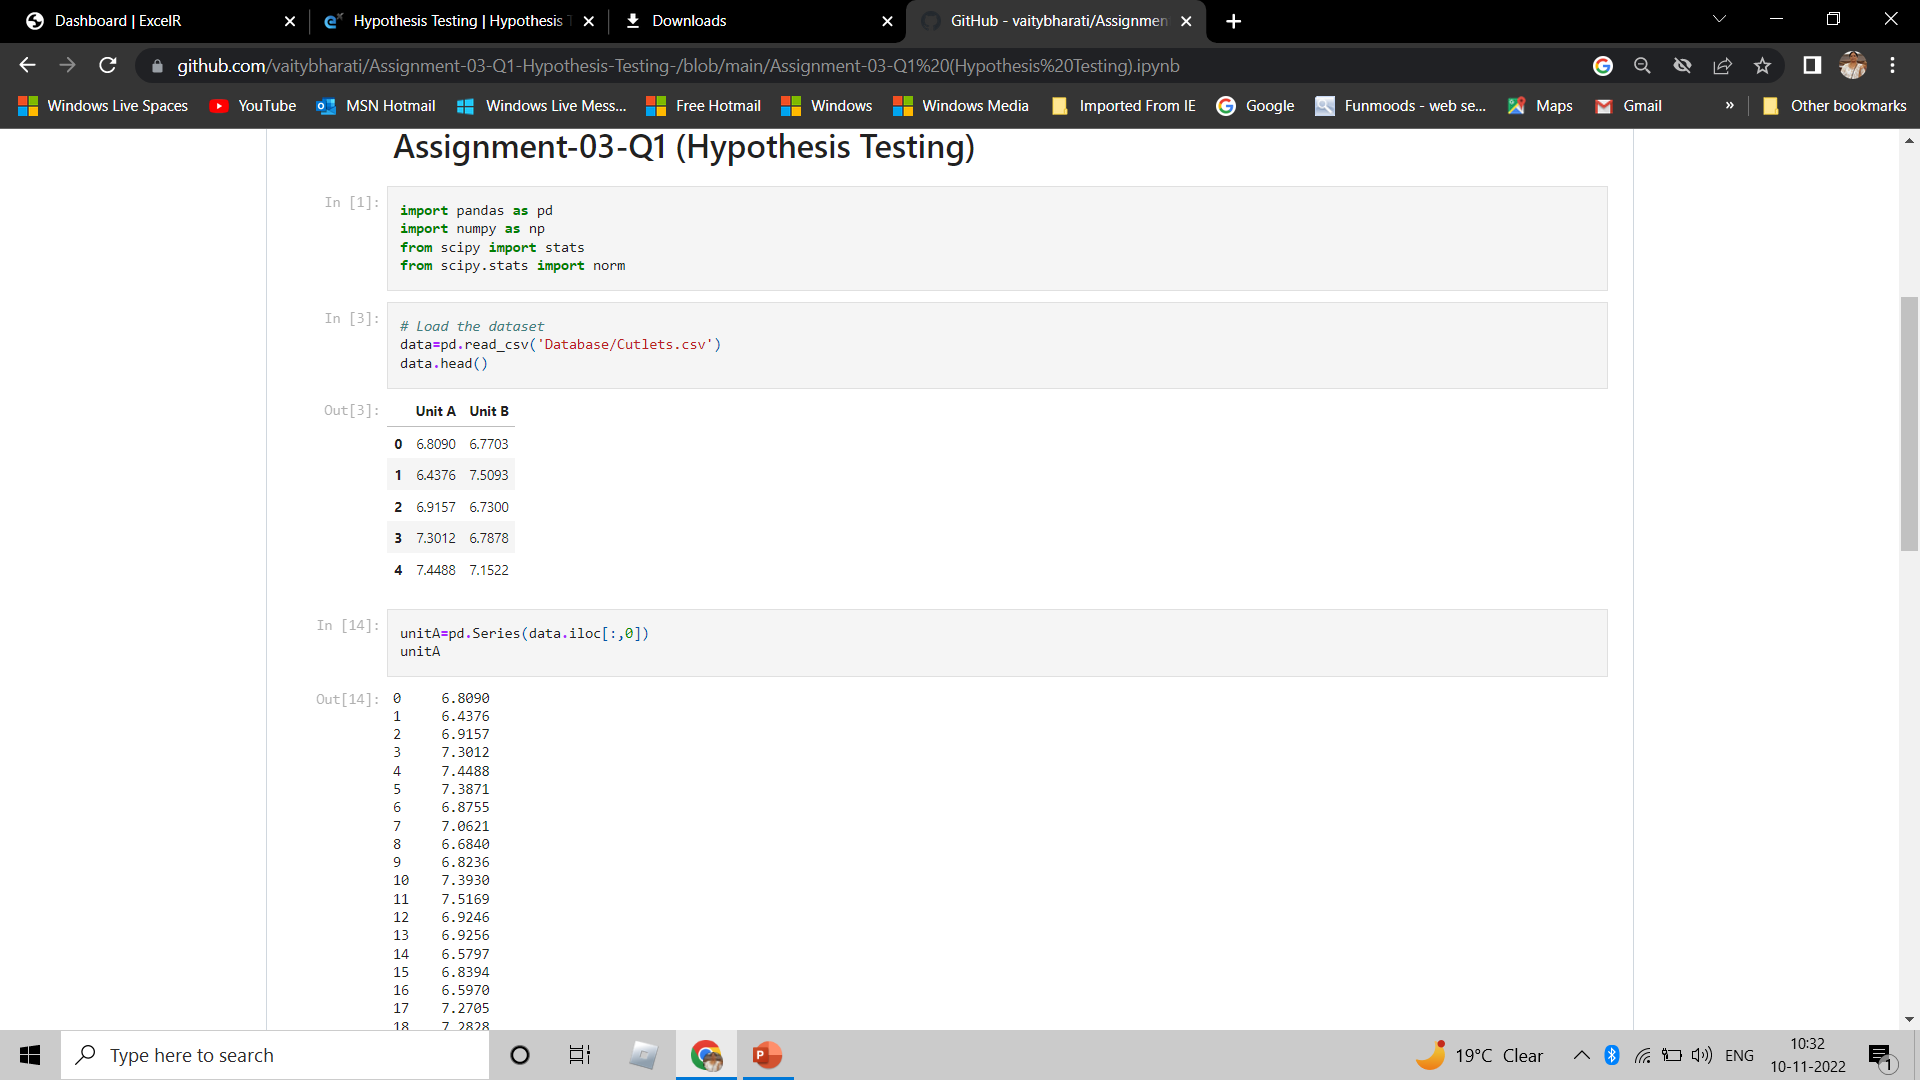 Dashboard | ExcelR
Hypothesis Testing | Hypothesis T
Downloads
GitHub - vaitybharati/Assignment
github.com/vaitybharati/Assignment-03-Q1-Hypothesis-Testing-/blob/main/Assignment-03-Q1%20(Hypothesis%20Testing).ipynb
Windows Live Spaces YouTube MSN Hotmail Windows Live Mess... Free Hotmail Windows Windows Media Imported From IE Google Funmoods - web se... Maps Gmail » Other bookmarks
Assignment-03-Q1 (Hypothesis Testing)
In [1]:
import pandas as pd
import numpy as np
from scipy import stats
from scipy.stats import norm
In [3]:
# Load the dataset
data=pd.read_csv('Database/Cutlets.csv')
data.head()
Out[3]:
Unit A Unit B
0 6.8090 6.7703
1 6.4376 7.5093
2 6.9157 6.7300
3 7.3012 6.7878
4 7.4488 7.1522
In [14]:
unitA=pd.Series(data.iloc[:,0])
unitA
Out[14]:
0 6.8090
1 6.4376
2 6.9157
3 7.3012
4 7.4488
5 7.3871
6 6.8755
7 7.0621
8 6.6840
9 6.8236
10 7.3930
11 7.5169
12 6.9246
13 6.9256
14 6.5797
15 6.8394
16 6.5970
17 7.2705
18 7.2828
Type here to search
19°C Clear
ENG
10:32
10-11-2022
1